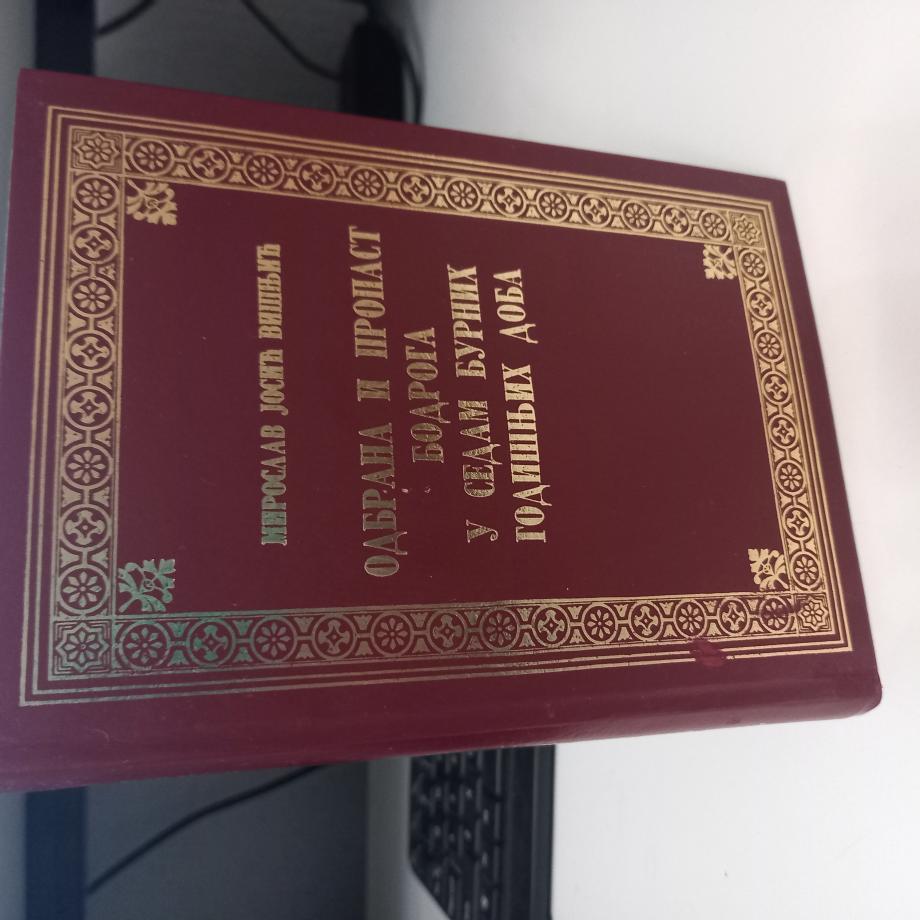 МИРОСЛАВ ЈОСИЋ ВИШЊИЋ
ОДБРАНА И ПРОПАСТ
БОДРОГА
У СЕДАМ БУРНИХ
ГОДИШЊИХ ДОБА